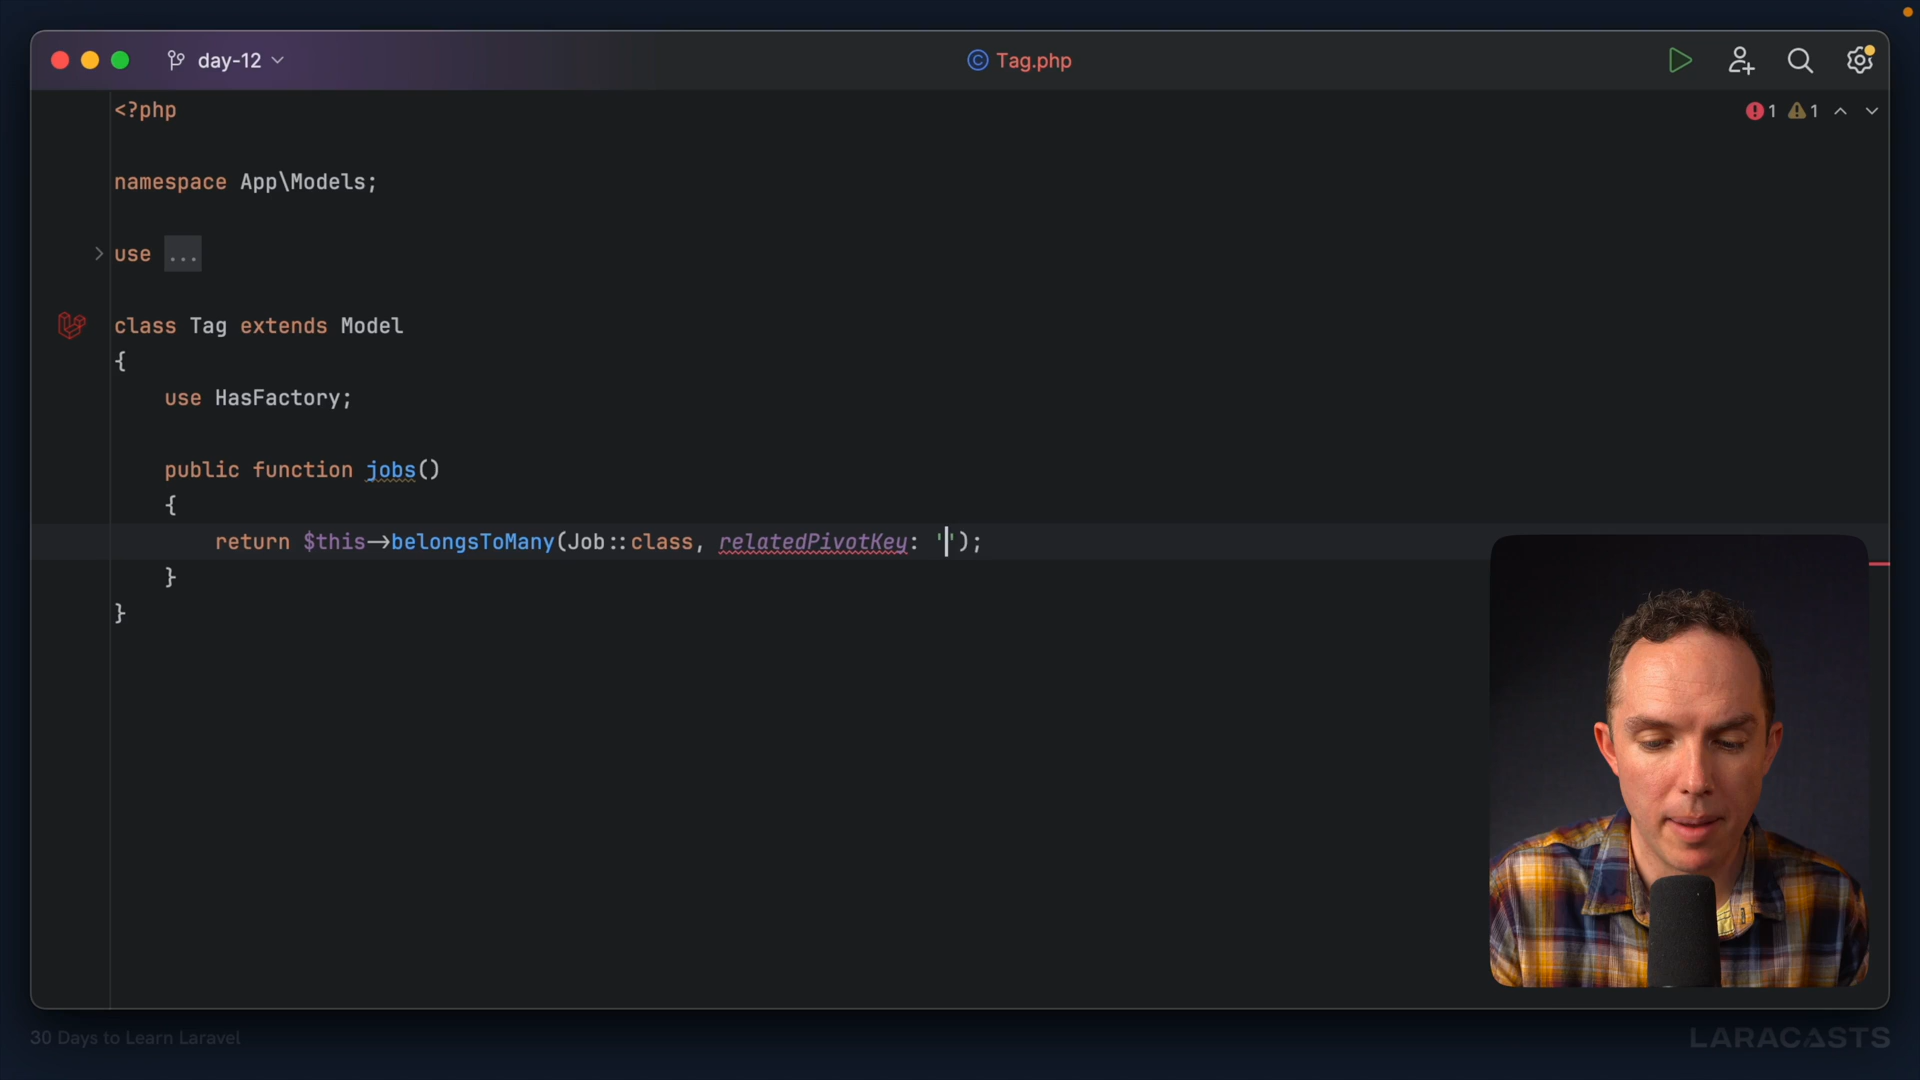 day-12
Tag.php
<?php
1 1
namespace App\Models;
use ...
class Tag extends Model
{
use HasFactory;
public function jobs()
{
return $this->belongsToMany(Job::class, relatedPivotKey: '');
}
}
30 Days to Learn Laravel
LARACASTS